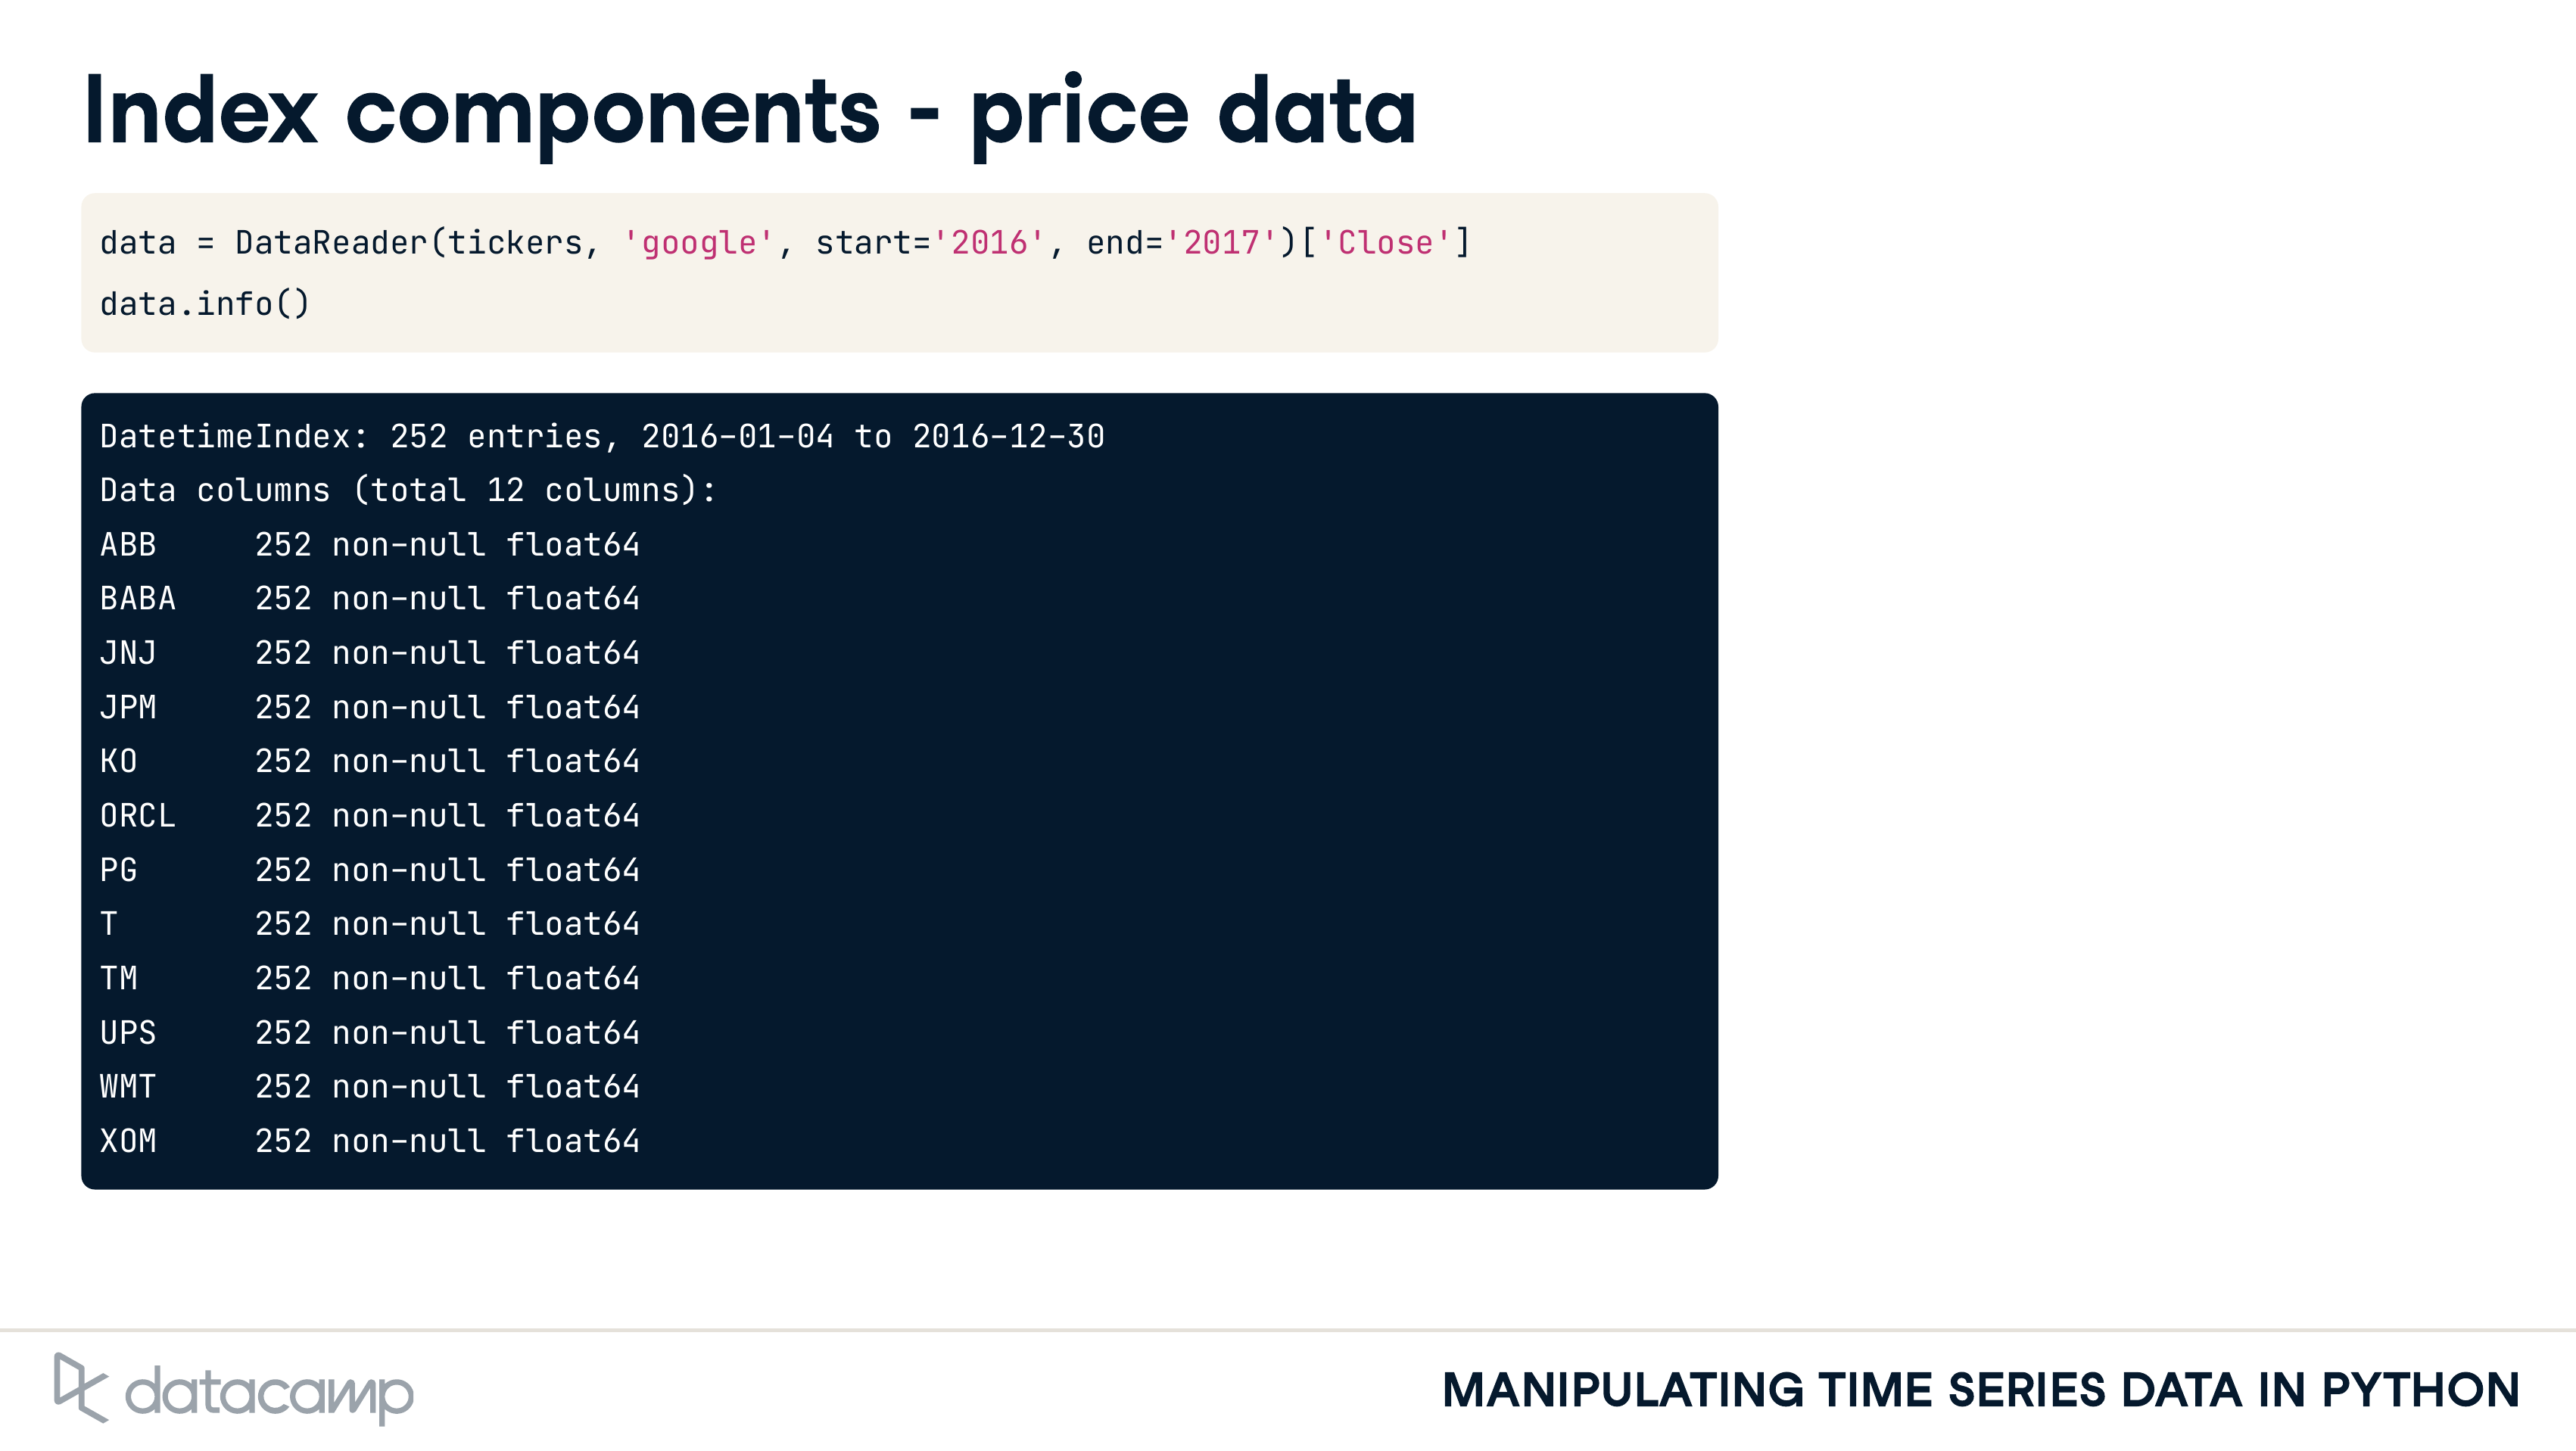 Index components - price data
data = DataReader(tickers, 'google', start='2016', end='2017')['Close']
data.info()
DatetimeIndex: 252 entries, 2016-01-04 to 2016-12-30
Data columns (total 12 columns):
ABB     252 non-null float64
BABA    252 non-null float64
JNJ     252 non-null float64
JPM     252 non-null float64
KO      252 non-null float64
ORCL    252 non-null float64
PG      252 non-null float64
T       252 non-null float64
TM      252 non-null float64
UPS     252 non-null float64
WMT     252 non-null float64
XOM     252 non-null float64
datacamp
MANIPULATING TIME SERIES DATA IN PYTHON